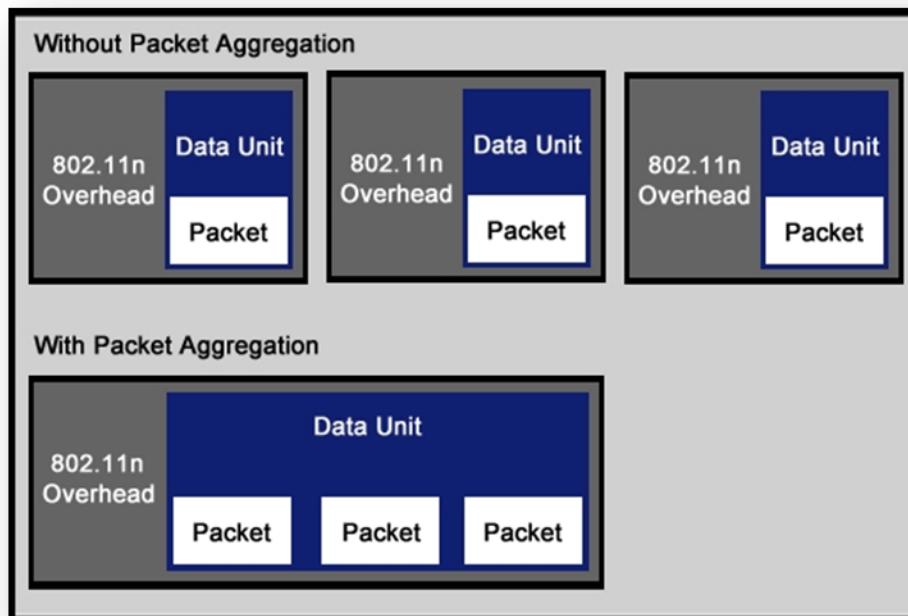 Without Packet Aggregation
802.11n
Overhead
Data Unit
Packet
802.11n
Overhead
Data Unit
Packet
802.11n
Overhead
Data Unit
Packet
With Packet Aggregation
802.11n
Overhead
Data Unit
Packet
Packet
Packet